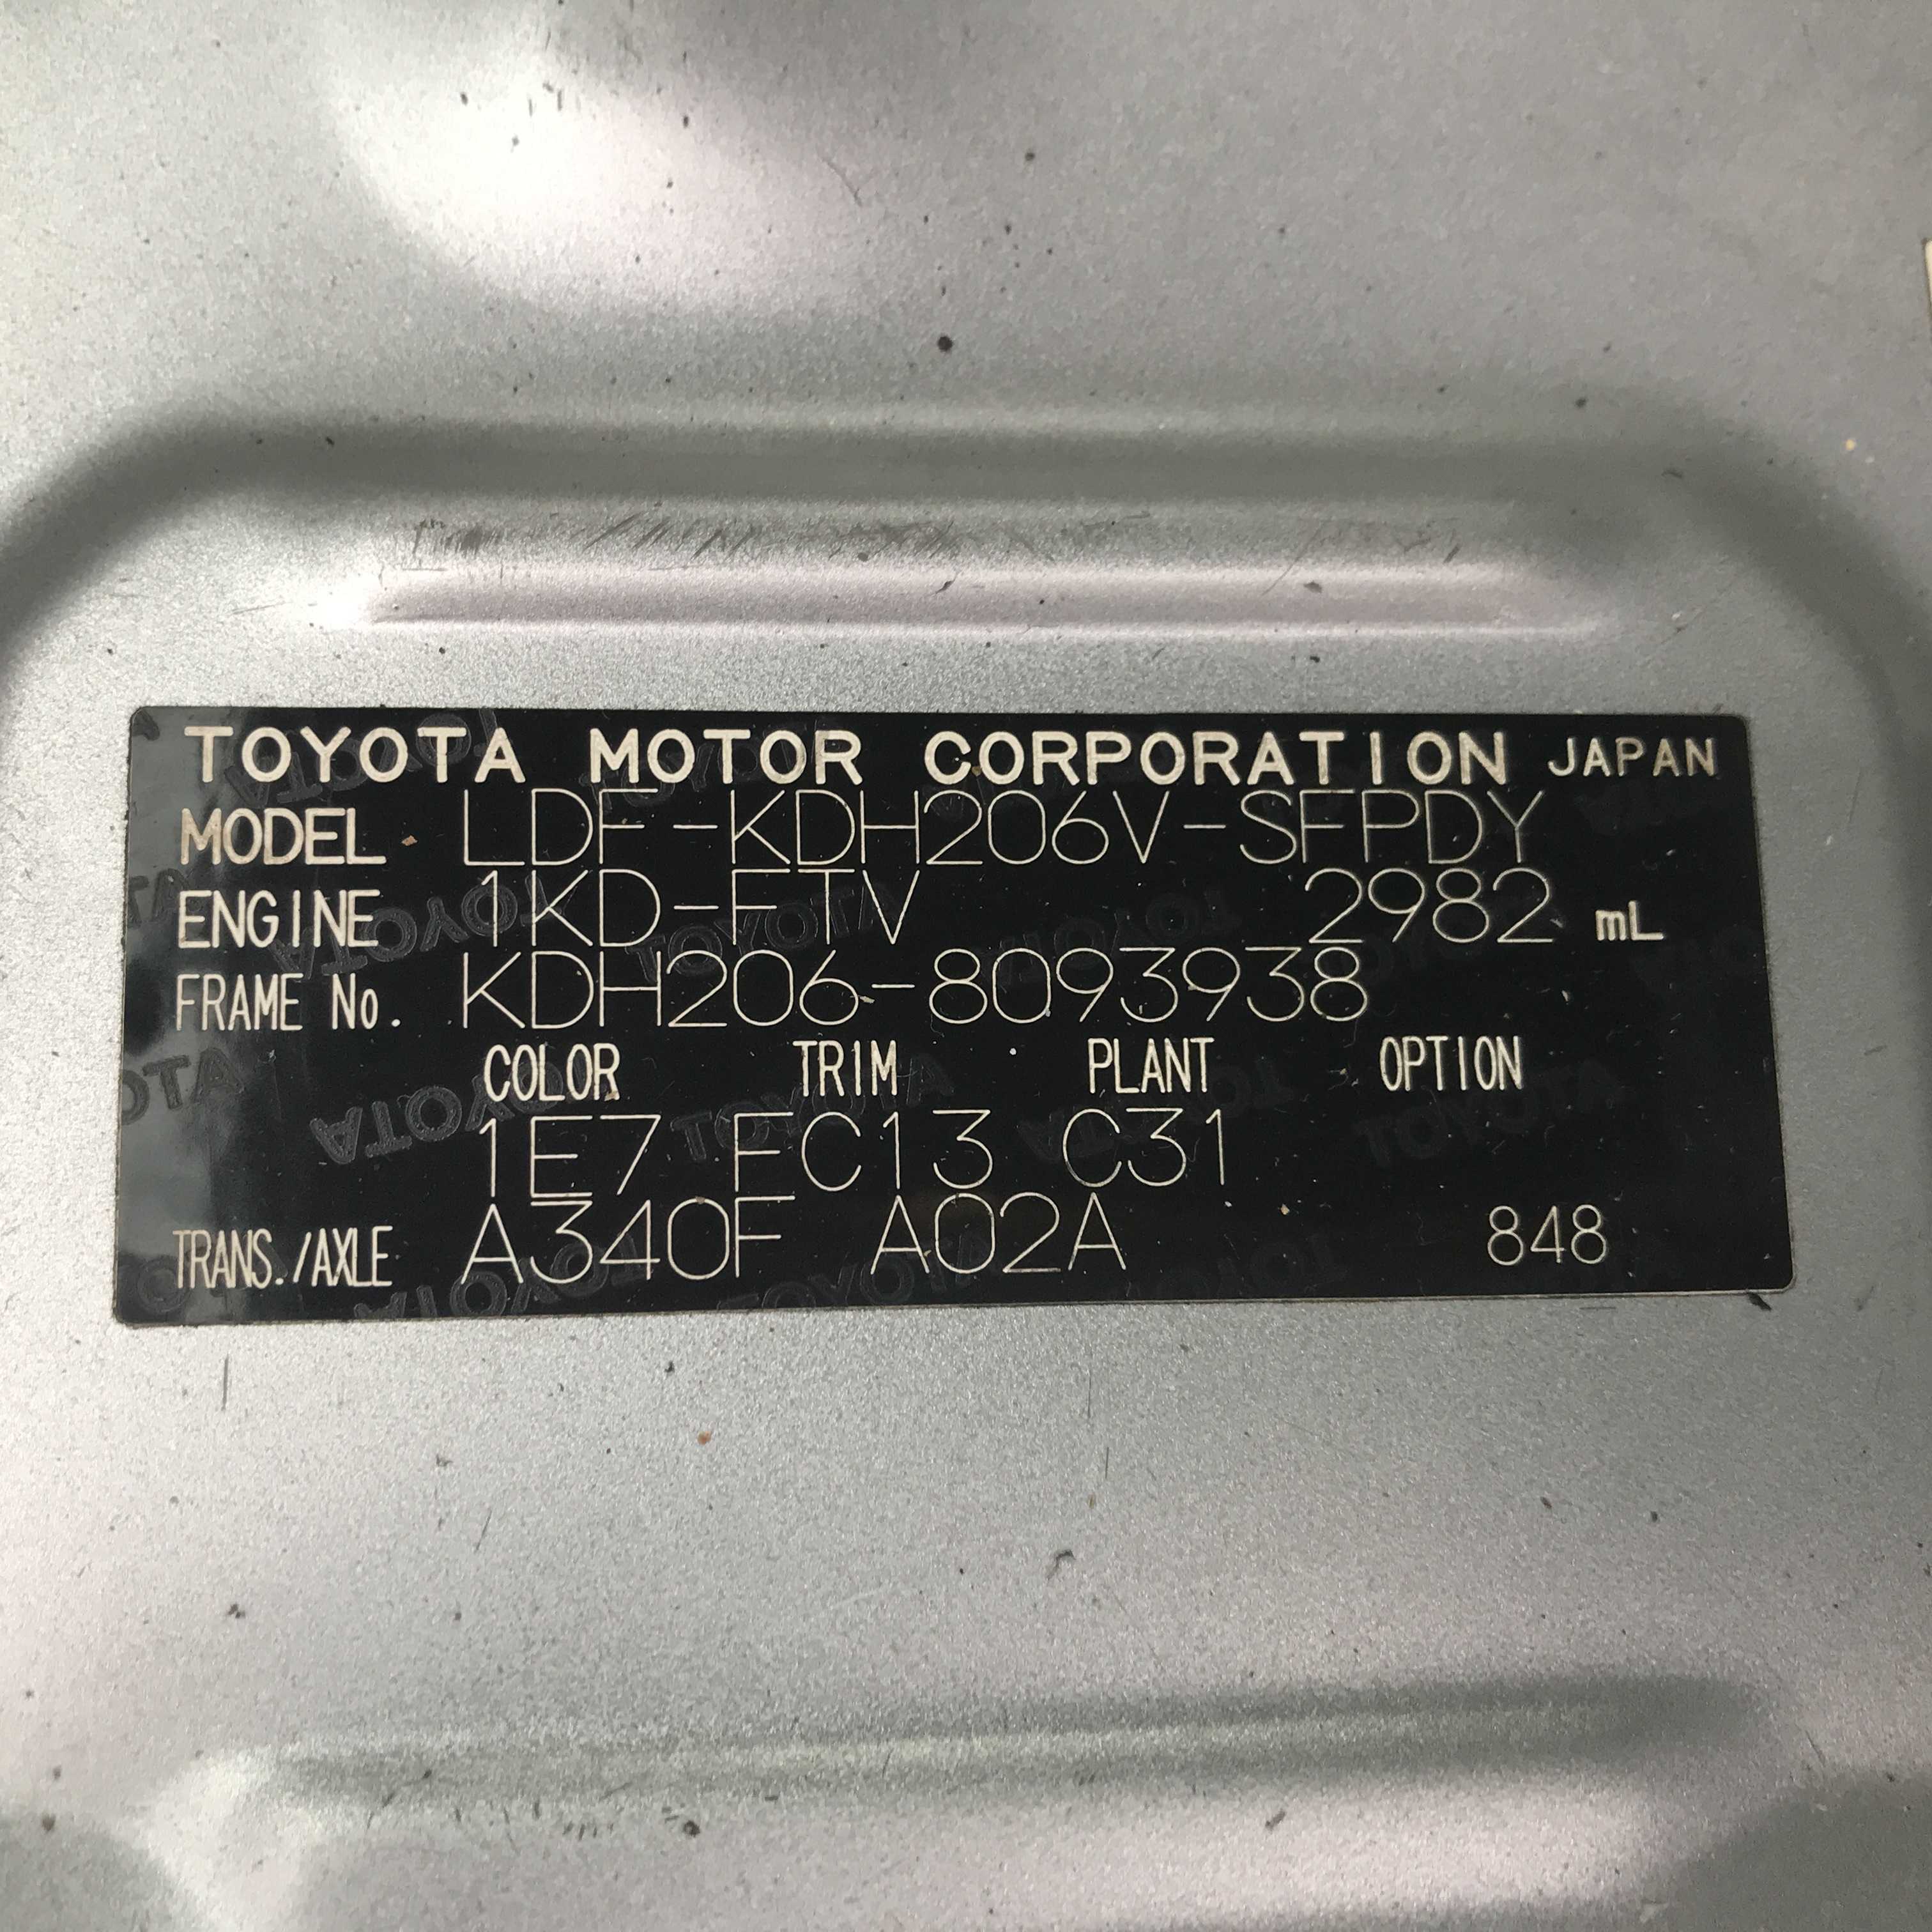 TOYOTA MOTOR CORPORATION JAPAN
MODEL LDF-KDH206V-SFPDY
ENGINE 1KD-FTV 2982 mL
FRAME No. KDH206-8093938
COLOR TRIM PLANT OPTION
1E7 FC13 C31
TRANS./AXLE A340F A02A 848